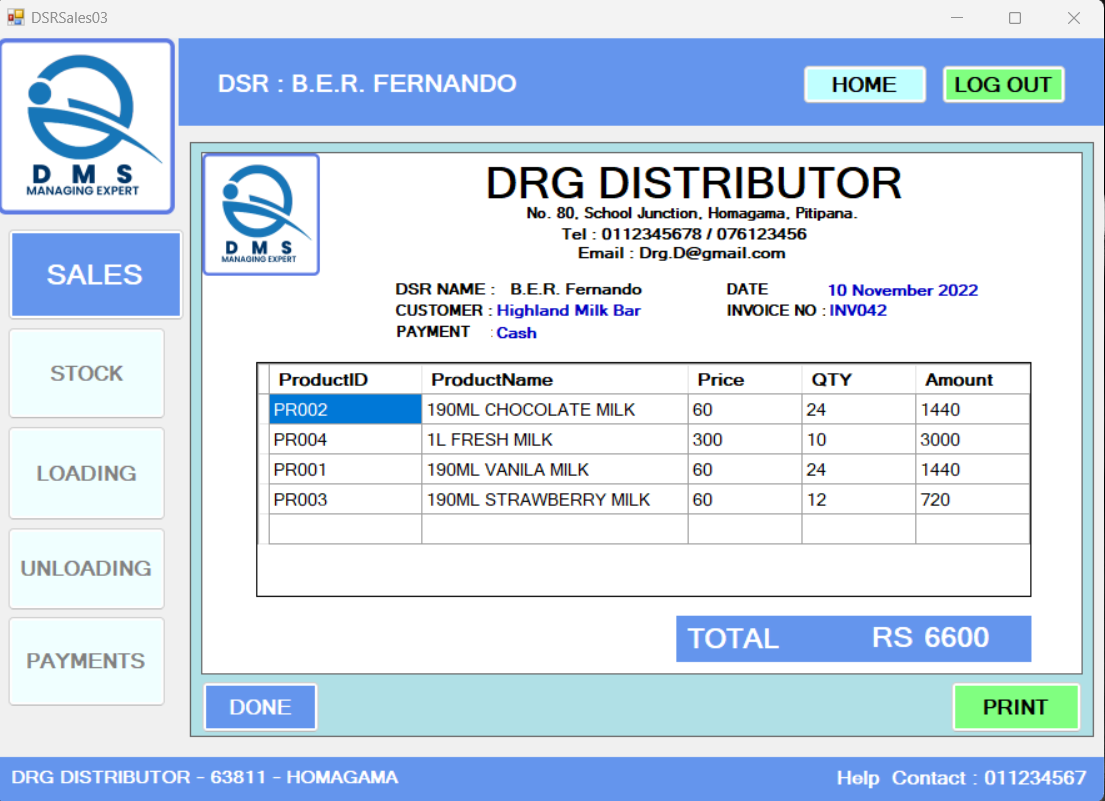 DSRSales03
D M S
MANAGING EXPERT
DSR : B.E.R. FERNANDO
HOME
LOG OUT
SALES
STOCK
LOADING
UNLOADING
PAYMENTS
D M S
MANAGING EXPERT
DRG DISTRIBUTOR
No. 80, School Junction, Homagama, Pitipana.
Tel : 0112345678 / 076123456
Email : Drg.D@gmail.com
DSR NAME : B.E.R. Fernando DATE 10 November 2022
CUSTOMER : Highland Milk Bar INVOICE NO : INV042
PAYMENT : Cash
ProductID ProductName Price QTY Amount
PR002 190ML CHOCOLATE MILK 60 24 1440
PR004 1L FRESH MILK 300 10 3000
PR001 190ML VANILA MILK 60 24 1440
PR003 190ML STRAWBERRY MILK 60 12 720
TOTAL RS 6600
DONE
PRINT
DRG DISTRIBUTOR - 63811 - HOMAGAMA
Help Contact : 011234567